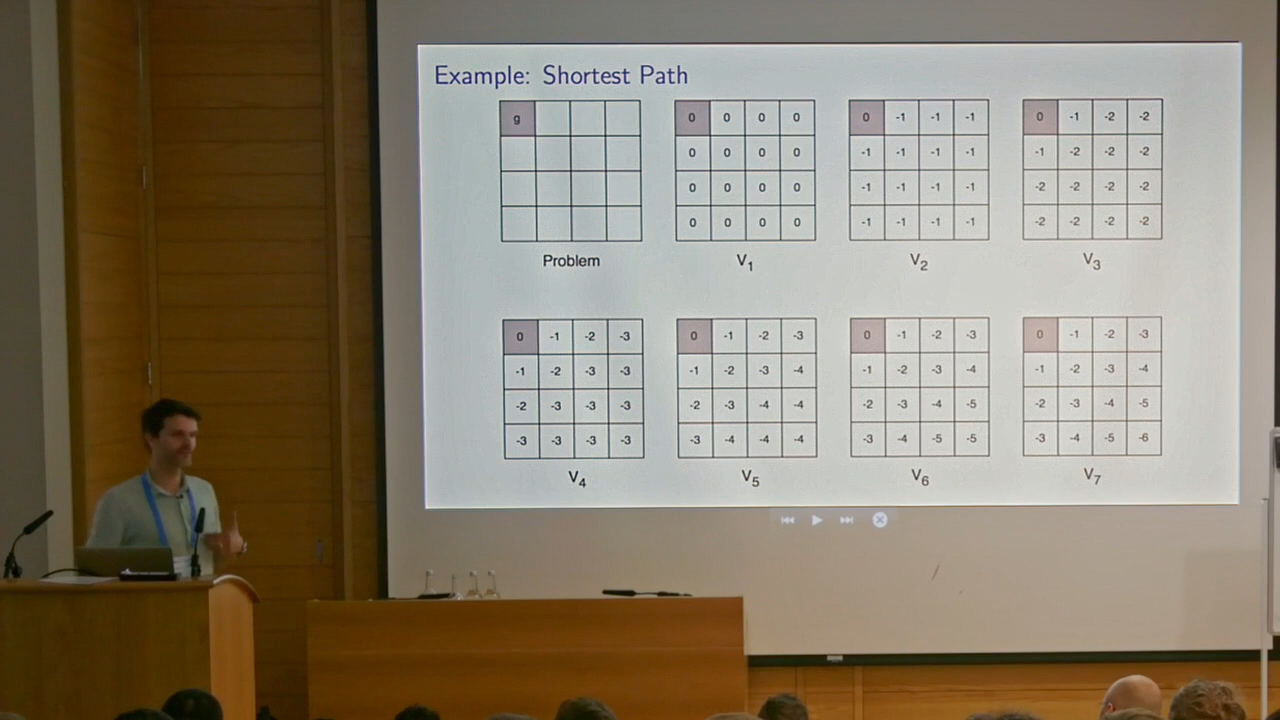 Example: Shortest Path
g
Problem
0 0 0 0
0 0 0 0
0 0 0 0
0 0 0 0
V1
0 -1 -1 -1
-1 -1 -1 -1
-1 -1 -1 -1
-1 -1 -1 -1
V2
0 -1 -2 -2
-1 -2 -2 -2
-2 -2 -2 -2
-2 -2 -2 -2
V3
0 -1 -2 -3
-1 -2 -3 -3
-2 -3 -3 -3
-3 -3 -3 -3
V4
0 -1 -2 -3
-1 -2 -3 -4
-2 -3 -4 -4
-3 -4 -4 -4
V5
0 -1 -2 -3
-1 -2 -3 -4
-2 -3 -4 -5
-3 -4 -5 -5
V6
0 -1 -2 -3
-1 -2 -3 -4
-2 -3 -4 -5
-3 -4 -5 -6
V7